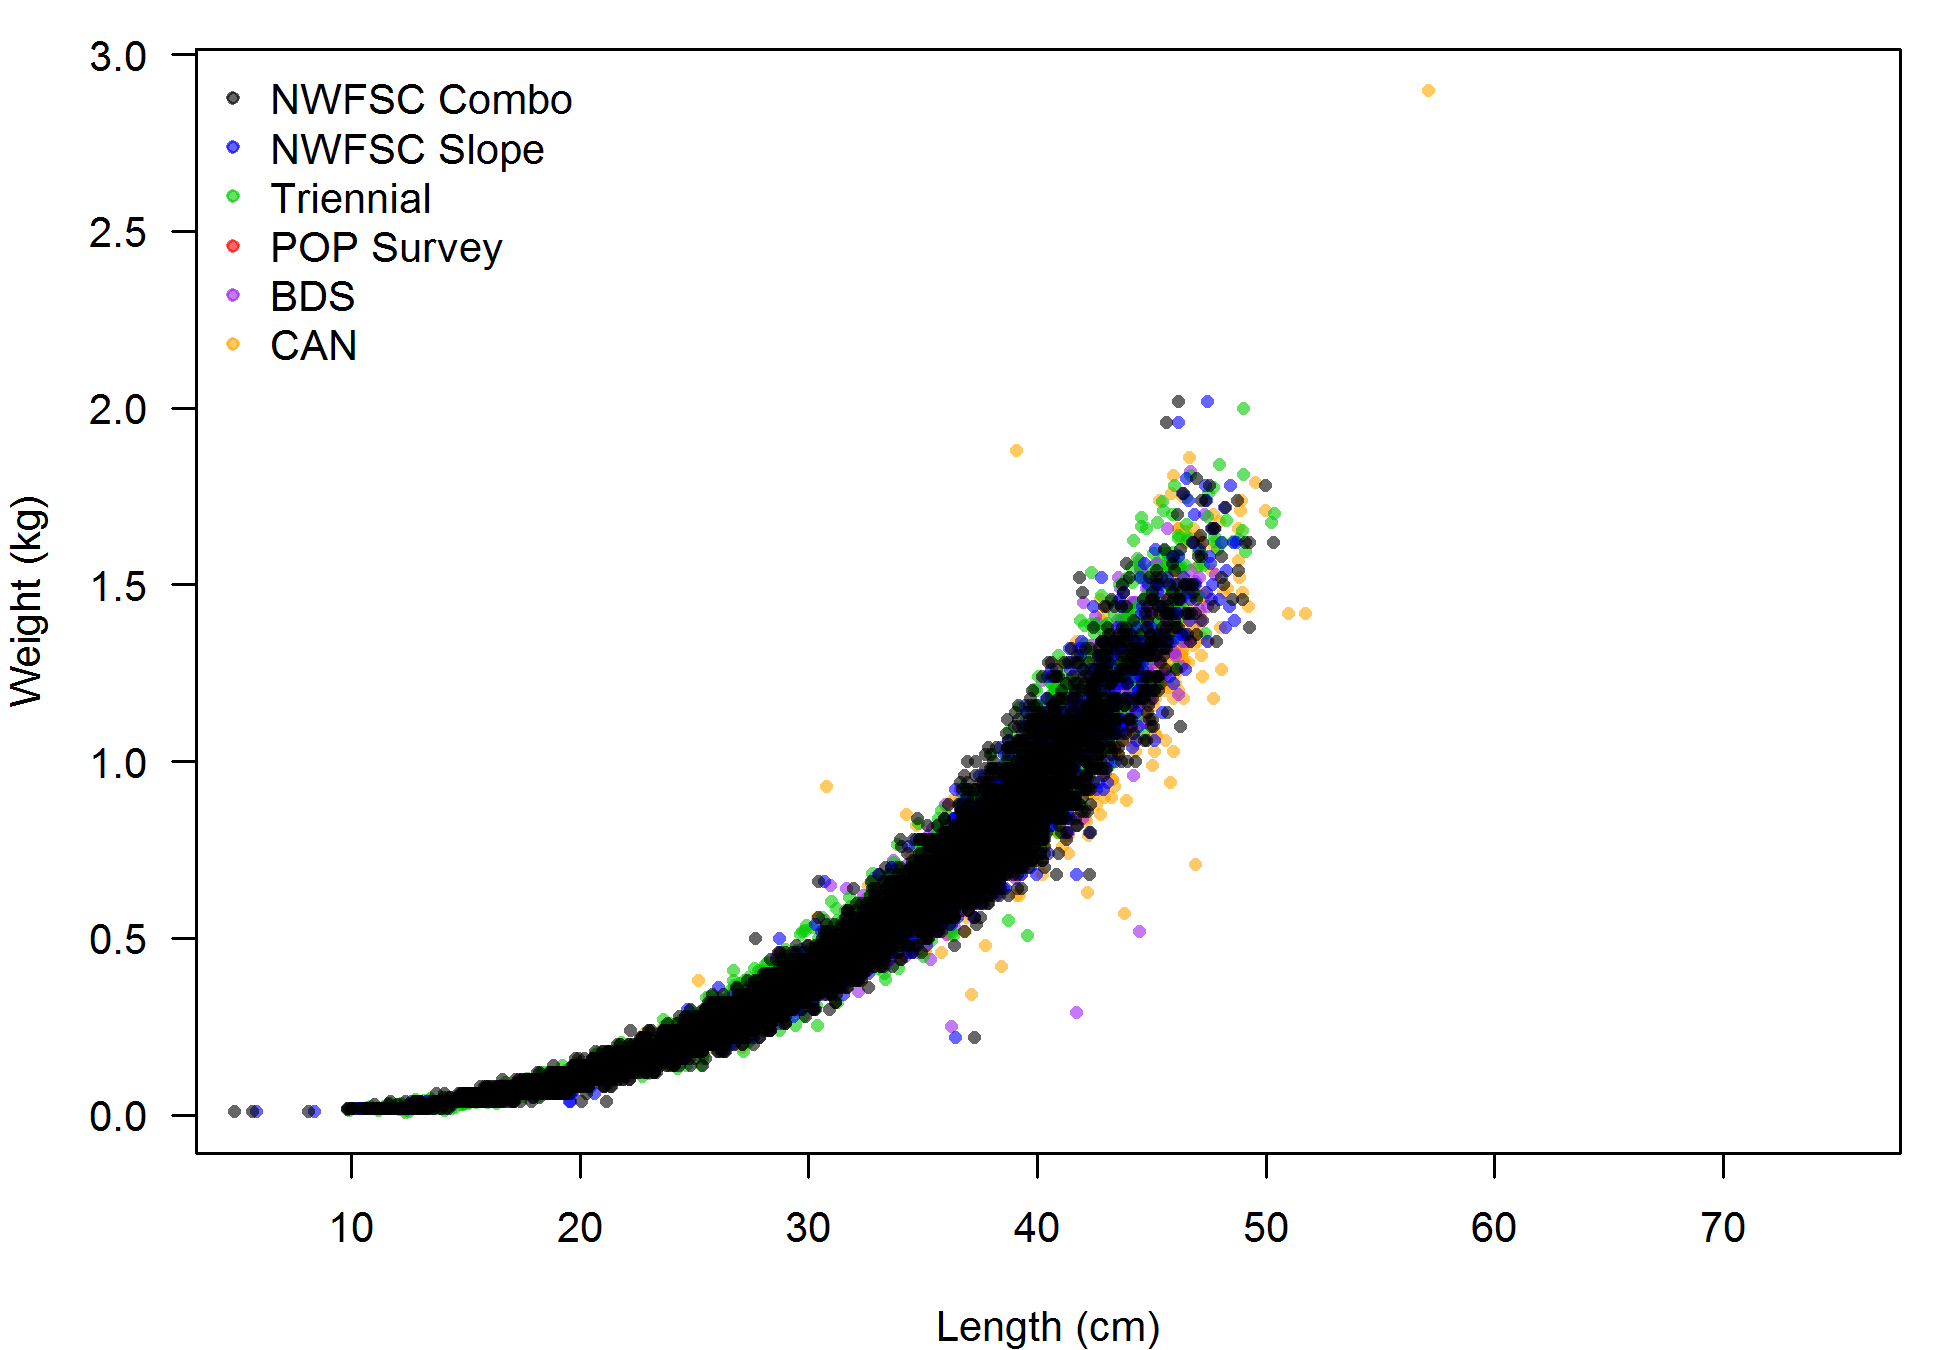 3.0
2.5
2.0
1.5
1.0
0.5
0.0
Weight (kg)
NWFSC Combo
NWFSC Slope
Triennial
POP Survey
BDS
CAN
10 20 30 40 50 60 70
Length (cm)